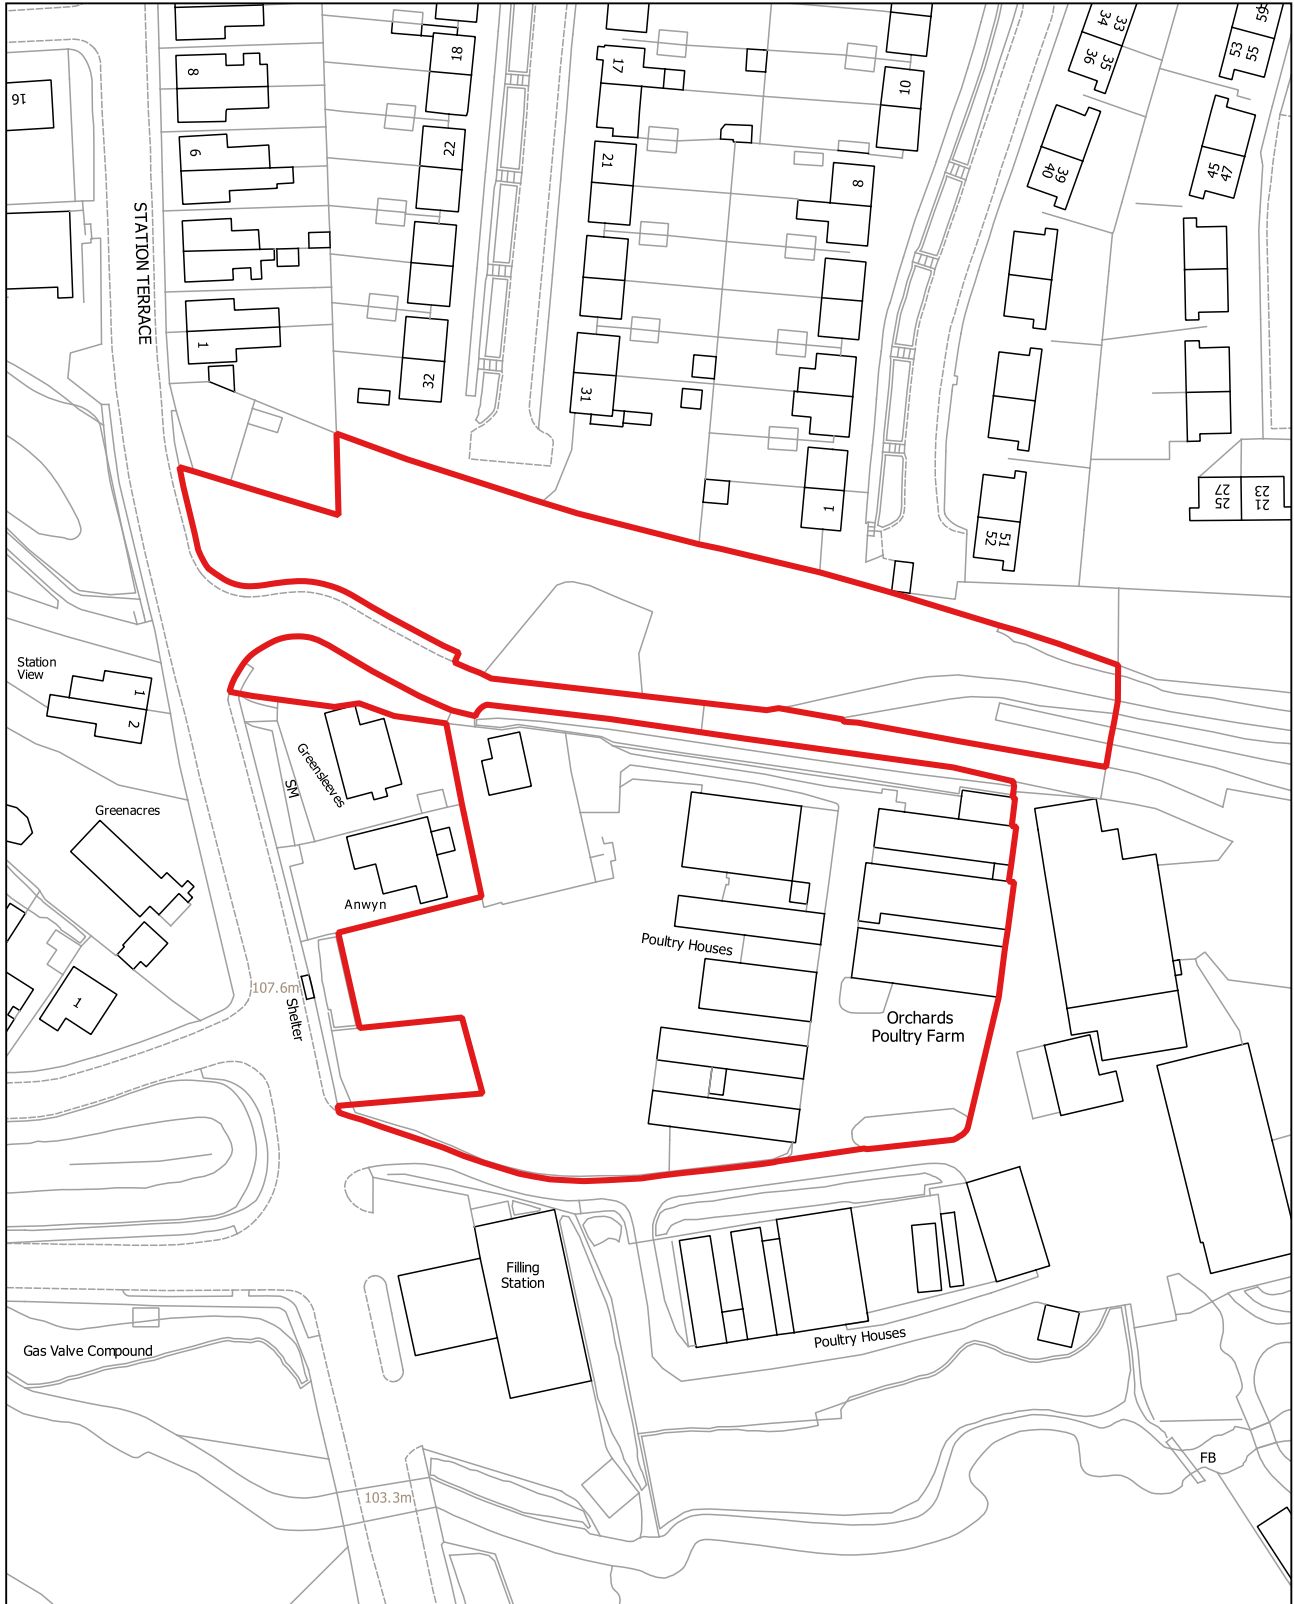 59
53
55
33
34
35
36
18
17
8
10
16
39
40
45
47
22
21
6
8
STATION TERRACE
1
32
31
1
27
25
23
21
51
52
Station
View
1
2
Greensleeves
SM
Greenacres
Anwyn
Poultry Houses
107.6m
Shelter
1
Orchards
Poultry Farm
Filling
Station
Poultry Houses
Gas Valve Compound
FB
103.3m